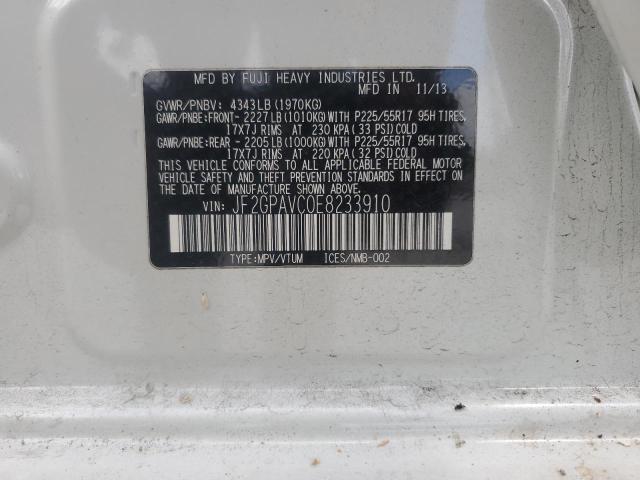 MFD BY FUJI HEAVY INDUSTRIES LTD.
MFD IN 11/13
GVWR/PNBV: 4343LB(1970KG)
GAWR/PNBE:FRONT- 2227LB(1010KG)WITH P225/55R17 95H TIRES,
17X7J RIMS AT 230 KPA(33 PSI)COLD
GAWR/PNBE:REAR - 2205LB(1000KG)WITH P225/55R17 95H TIRES,
17X7J RIMS AT 220 KPA(32 PSI)COLD
THIS VEHICLE CONFORMS TO ALL APPLICABLE FEDERAL MOTOR
VEHICLE SAFETY AND THEFT PREVENTION STANDARDS IN EFFECT
ON THE DATE OF MANUFACTURE SHOWN ABOVE.
VIN: JF2GPAVC0E8233910
TYPE:MPV/VTUM ICES/NMB-002